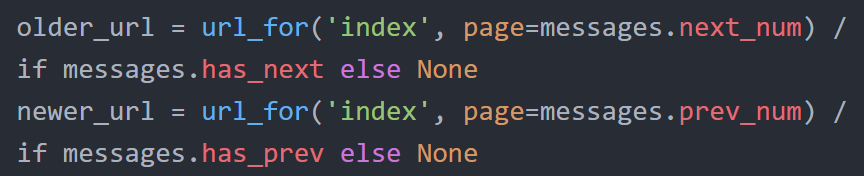 older_url = url_for('index', page=messages.next_num) /
if messages.has_next else None
newer_url = url_for('index', page=messages.prev_num) /
if messages.has_prev else None